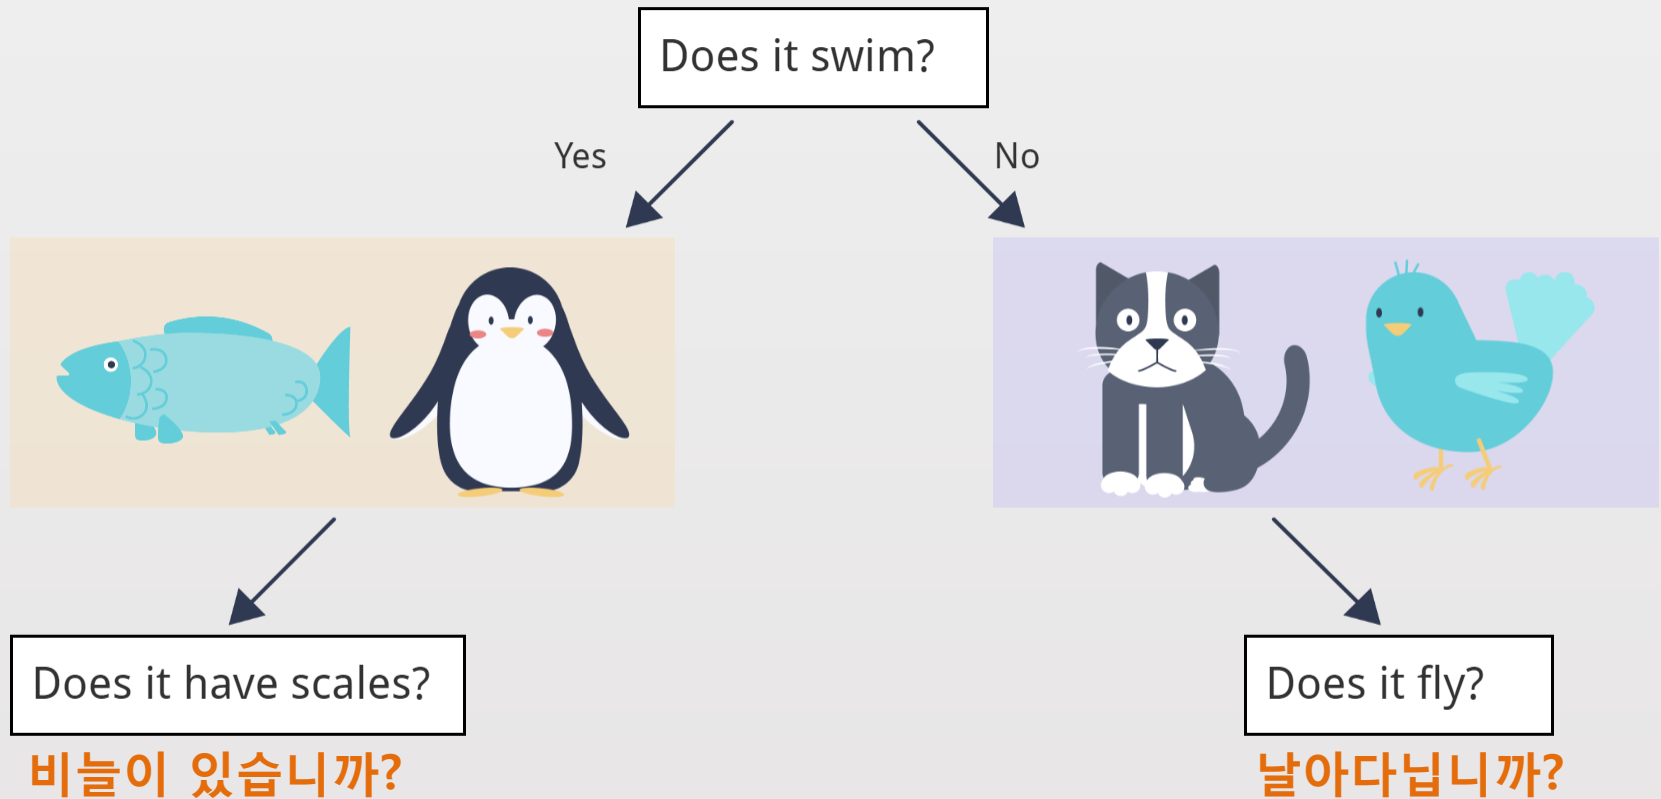 Does it swim?
Yes
No
Does it have scales?
비늘이 있습니까?
Does it fly?
날아다닙니까?